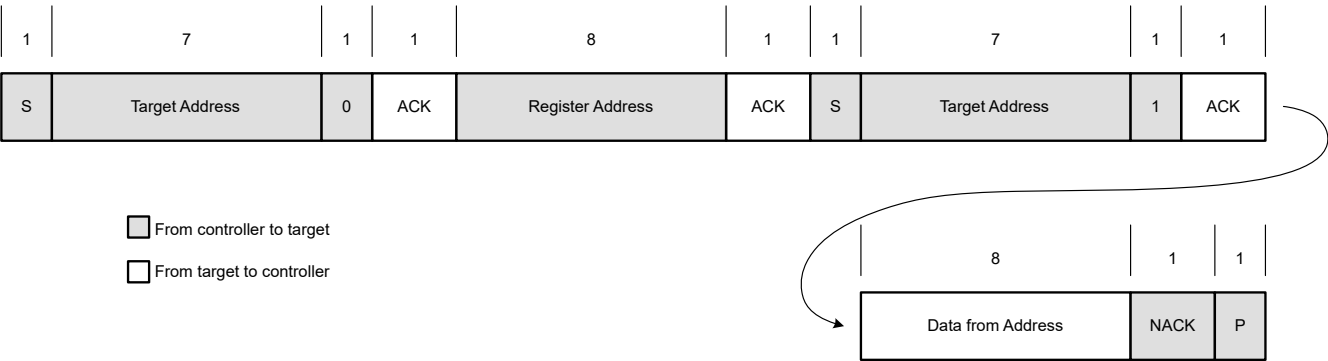 1 7 1 1 8 1 1 7 1 1
S Target Address 0 ACK Register Address ACK S Target Address 1 ACK
From controller to target
From target to controller
8 1 1
Data from Address NACK P